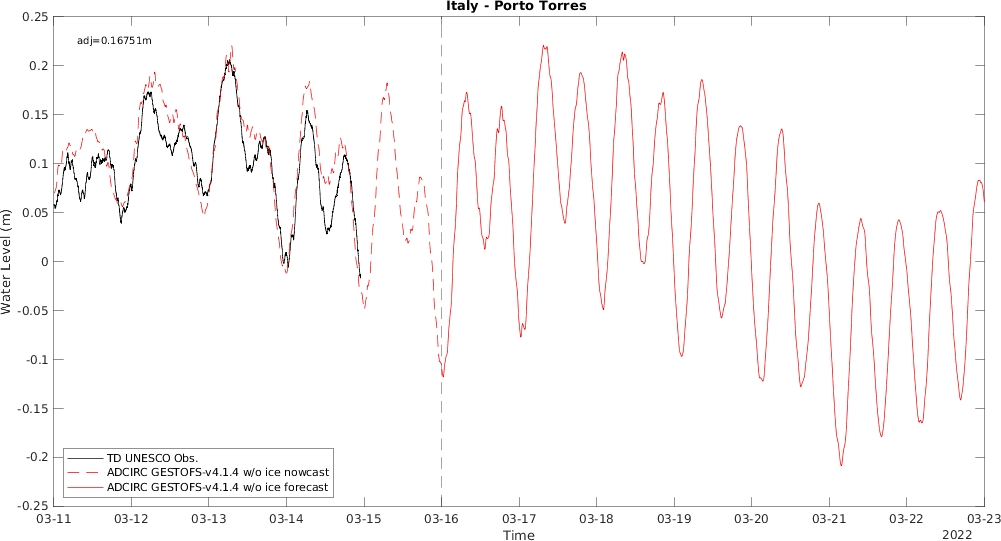 Italy - Porto Torres
adj=0.16751m
0.25
0.2
0.15
0.1
0.05
0
-0.05
-0.1
-0.15
-0.2
-0.25
Water Level (m)
TD UNESCO Obs.
ADCIRC GESTOFS-v4.1.4 w/o ice nowcast
ADCIRC GESTOFS-v4.1.4 w/o ice forecast
03-11 03-12 03-13 03-14 03-15 03-16 03-17 03-18 03-19 03-20 03-21 03-22 03-23
Time
2022